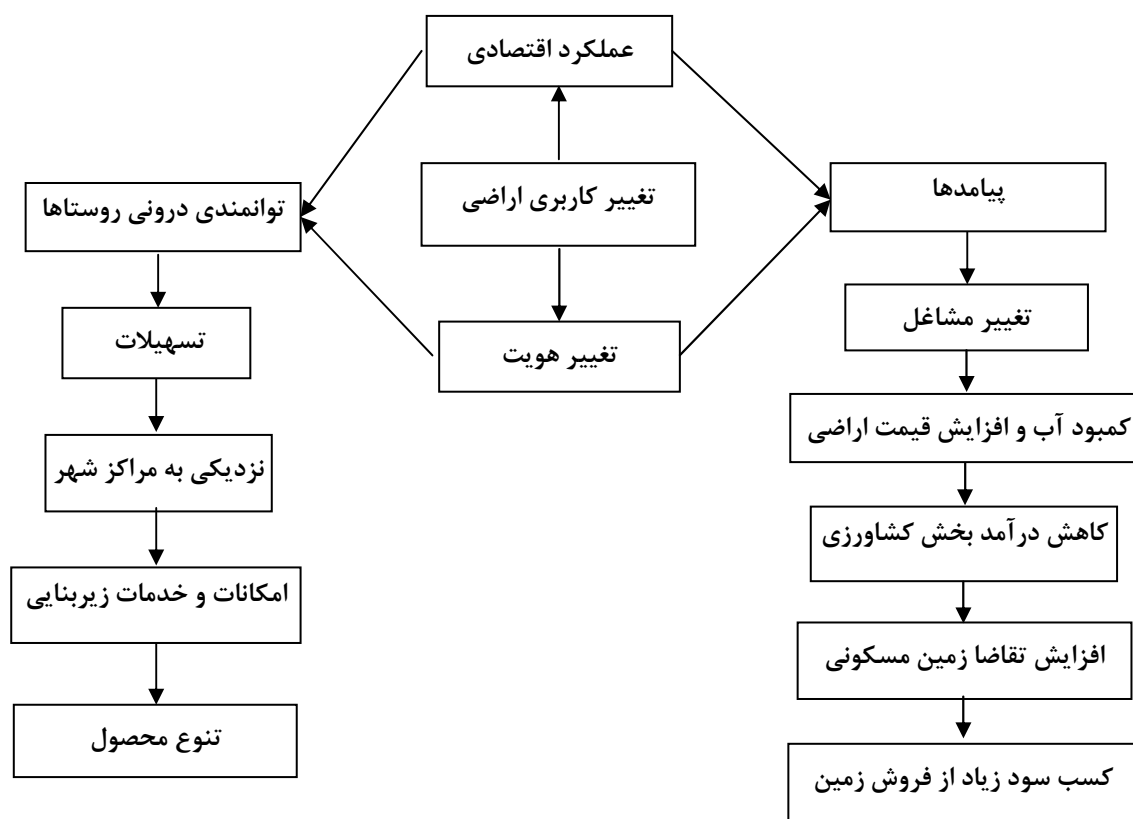 عملکرد اقتصادی
تغییر کاربری اراضی
تغییر هویت
پیامدها
تغییر مشاغل
کمبود آب و افزایش قیمت اراضی
کاهش درآمد بخش کشاورزی
افزایش تقاضا زمین مسکونی
کسب سود زیاد از فروش زمین
توانمندی درونی روستاها
تسهیلات
نزدیکی به مراکز شهر
امکانات و خدمات زیربنایی
تنوع محصول